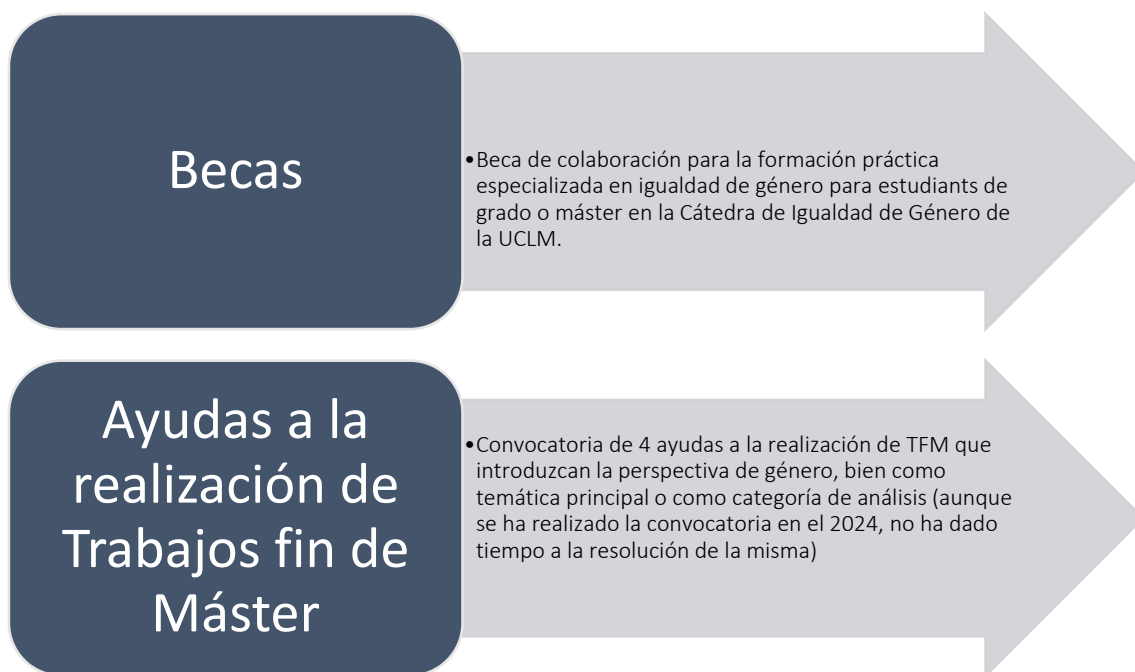 Becas
•Beca de colaboración para la formación práctica
especializada en igualdad de género para estudiants de
grado o máster en la Cátedra de Igualdad de Género de
la UCLM.
Ayudas a la
realización de
Trabajos fin de
Máster
•Convocatoria de 4 ayudas a la realización de TFM que
introduzcan la perspectiva de género, bien como
temática principal o como categoría de análisis (aunque
se ha realizado la convocatoria en el 2024, no ha dado
tiempo a la resolución de la misma)